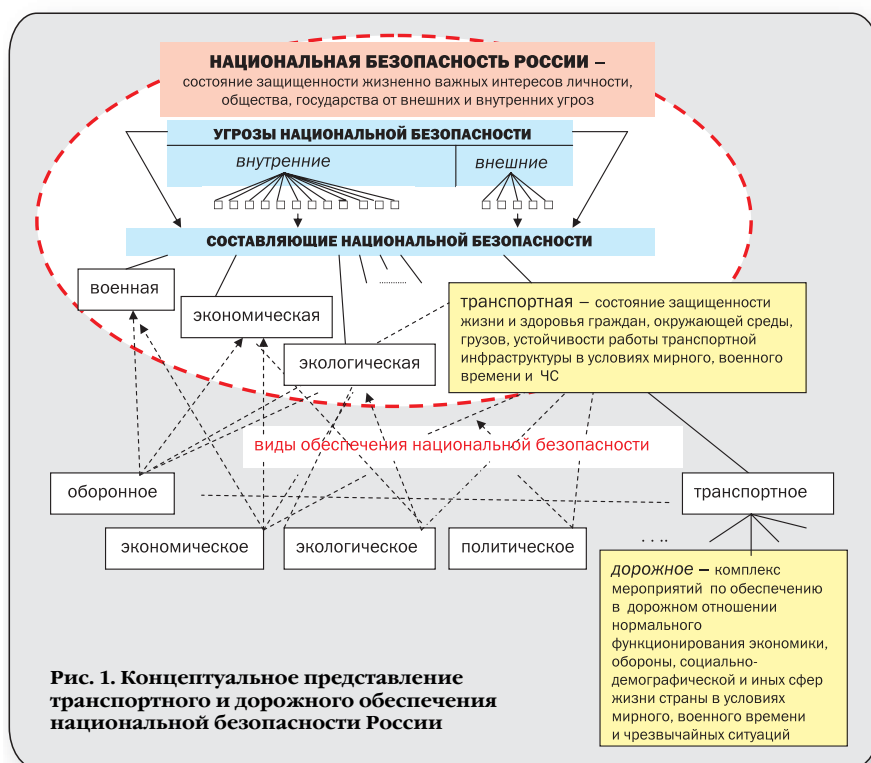 НАЦИОНАЛЬНАЯ БЕЗОПАСНОСТЬ РОССИИ –
состояние защищенности жизненно важных интересов личности,
общества, государства от внешних и внутренних угроз
УГРОЗЫ НАЦИОНАЛЬНОЙ БЕЗОПАСНОСТИ
внутренние
внешние
СОСТАВЛЯЮЩИЕ НАЦИОНАЛЬНОЙ БЕЗОПАСНОСТИ
военная
экономическая
экологическая
транспортная – состояние защищенности
жизни и здоровья граждан, окружающей среды,
грузов, устойчивости работы транспортной
инфраструктуры в условиях мирного, военного
времени и ЧС
виды обеспечения национальной безопасности
оборонное
транспортное
экономическое
экологическое
политическое
дорожное – комплекс
мероприятий по обеспечению
в дорожном отношении
нормального
функционирования экономики,
обороны, социально-
демографической и иных сфер
жизни страны в условиях
мирного, военного времени
и чрезвычайных ситуаций
Рис. 1. Концептуальное представление
транспортного и дорожного обеспечения
национальной безопасности России